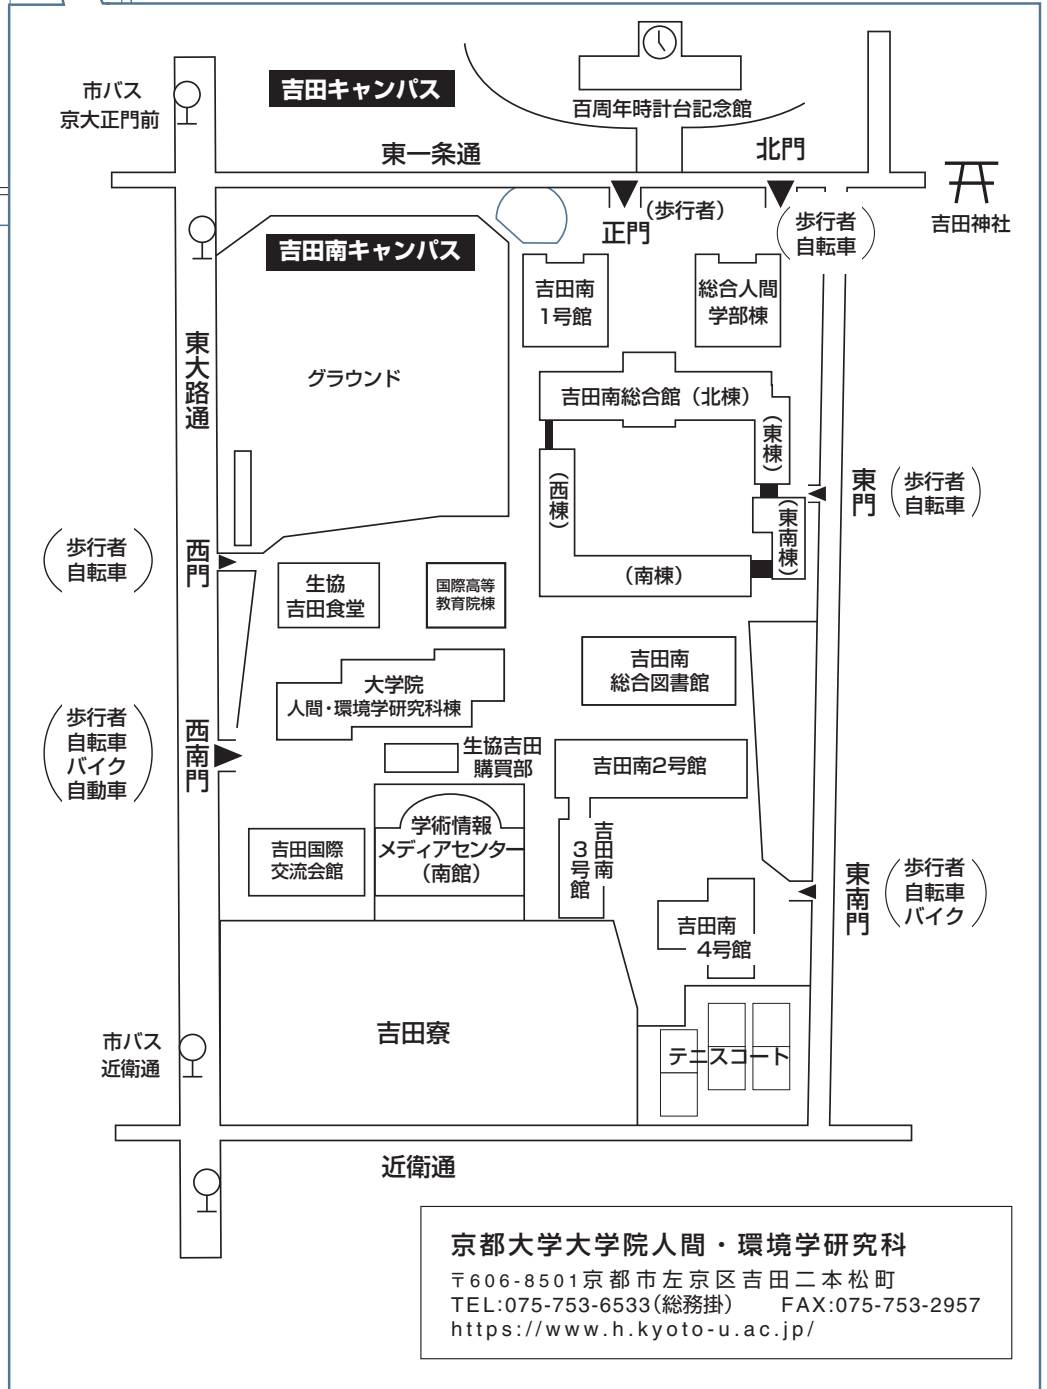 吉田キャンパス
市バス
京大正門前
百周年時計台記念館
東一条通
北門
(歩行者)
正門
(歩行者
自転車)
吉田神社
吉田南キャンパス
吉田南
1号館
総合人間
学部棟
東大路通
グラウンド
吉田南総合館(北棟)
(東棟)
(西棟)
(東南棟)
(南棟)
東門
(歩行者
自転車)
(歩行者
自転車)
西門
生協
吉田食堂
国際高等
教育院棟
吉田南
総合図書館
大学院
人間・環境学研究科棟
(歩行者
自転車
バイク
自動車)
西南門
生協吉田
購買部
吉田南2号館
学術情報
メディアセンター
(南館)
吉田国際
交流会館
吉田南
3号館
東南門
(歩行者
自転車
バイク)
吉田南
4号館
吉田寮
テニスコート
市バス
近衛通
近衛通
京都大学大学院人間・環境学研究科
〒606-8501京都市左京区吉田二本松町
TEL:075-753-6533(総務掛) FAX:075-753-2957
https://www.h.kyoto-u.ac.jp/